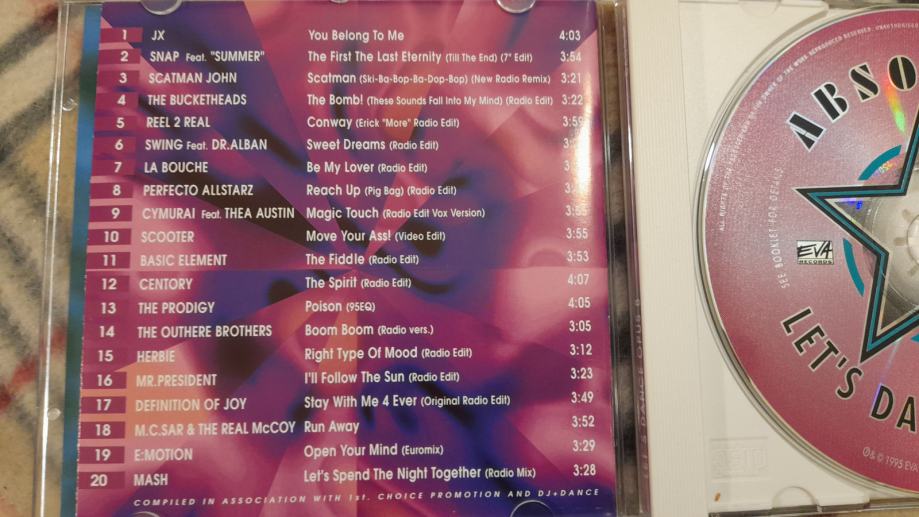 1 JX You Belong To Me 4:03
2 SNAP Feat. "SUMMER" The First The Last Eternity (Till The End) (7" Edit) 3:54
3 SCATMAN JOHN Scatman (Ski-Ba-Bop-Ba-Dop-Bop) (New Radio Remix) 3:21
4 THE BUCKETHEADS The Bomb! (These Sounds Fall Into My Mind) (Radio Edit) 3:22
5 REEL 2 REAL Conway (Erick "More" Radio Edit) 3:59
6 SWING Feat. DR.ALBAN Sweet Dreams (Radio Edit)
7 LA BOUCHE Be My Lover (Radio Edit)
8 PERFECTO ALLSTARZ Reach Up (Pig Bag) (Radio Edit)
9 CYMURAI Feat. THEA AUSTIN Magic Touch (Radio Edit Vox Version)
10 SCOOTER Move Your Ass! (Video Edit) 3:55
11 BASIC ELEMENT The Fiddle (Radio Edit) 3:53
12 CENTORY The Spirit (Radio Edit) 4:07
13 THE PRODIGY Poison (95EQ) 4:05
14 THE OUTHERE BROTHERS Boom Boom (Radio vers.) 3:05
15 HERBIE Right Type Of Mood (Radio Edit) 3:12
16 MR.PRESIDENT I'll Follow The Sun (Radio Edit) 3:23
17 DEFINITION OF JOY Stay With Me 4 Ever (Original Radio Edit) 3:49
18 M.C.SAR & THE REAL McCOY Run Away 3:52
19 E:MOTION Open Your Mind (Euromix) 3:29
20 MASH Let's Spend The Night Together (Radio Mix) 3:28
COMPILED IN ASSOCIATION WITH 1st. CHOICE PROMOTION AND DJ+DANCE
LET'S DANCE OPUS 8
ABSO
EVA
RECORDS
SEE BOOKLET FOR DETAILS
LET'S DA
℗ & © 1995 EVA